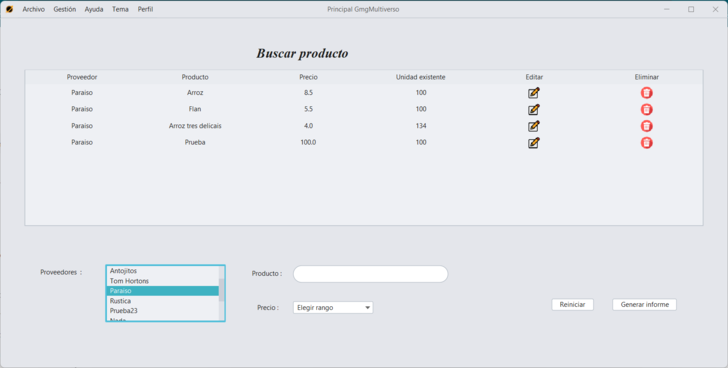 Archivo Gestión Ayuda Tema Perfil Principal GmgMultiverso
Buscar producto
Proveedor Producto Precio Unidad existente Editar Eliminar
Paraiso Arroz 8.5 100
Paraiso Flan 5.5 100
Paraiso Arroz tres delicais 4.0 134
Paraiso Prueba 100.0 100
Proveedores :
Antojitos
Tom Hortons
Paraiso
Rustica
Prueba23
Producto :
Precio : Elegir rango
Reiniciar Generar informe